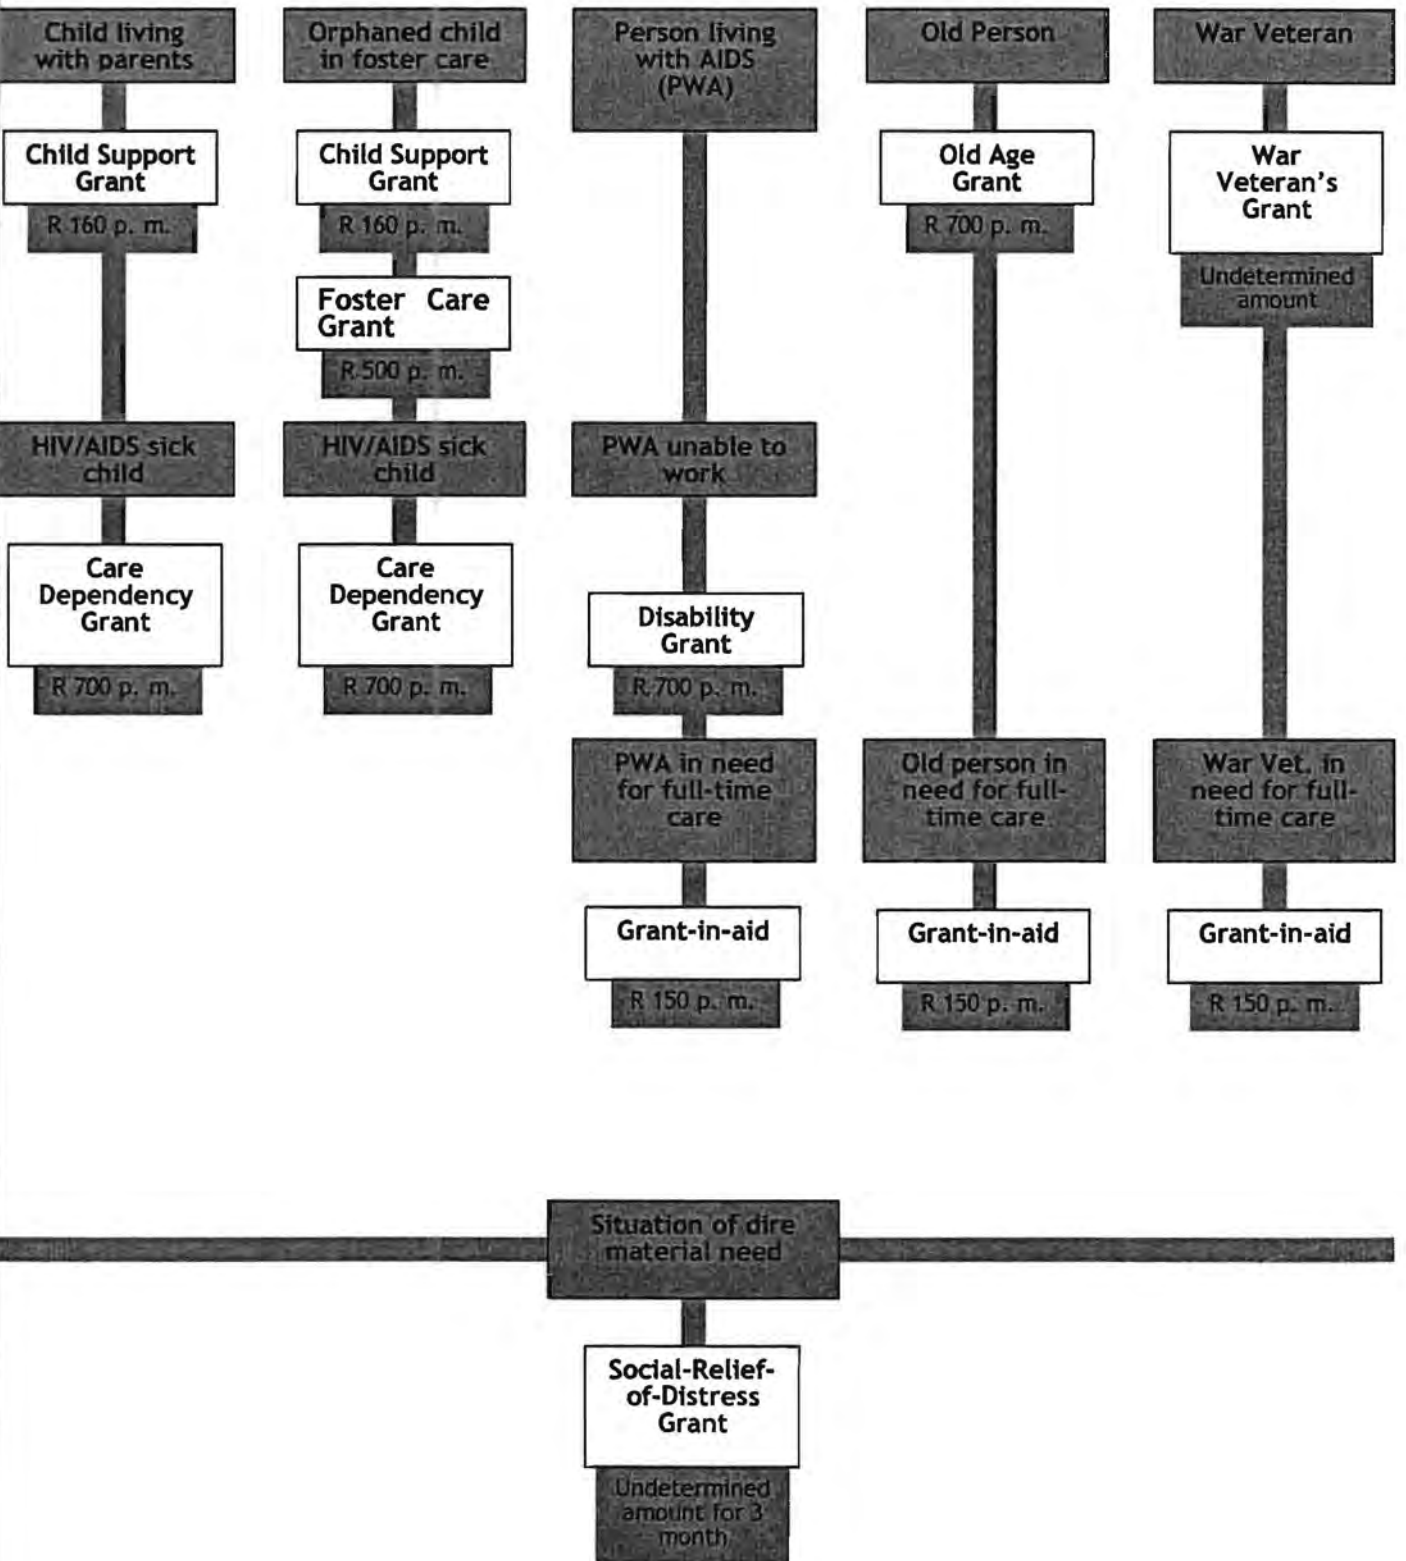 Child living
with parents
Child Support
Grant
R 160 p. m.
HIV/AIDS sick
child
Care
Dependency
Grant
R 700 p. m.
Orphaned child
in foster care
Child Support
Grant
R 160 p. m.
Foster Care
Grant
R 500 p. m.
HIV/AIDS sick
child
Care
Dependency
Grant
R 700 p. m.
Person living
with AIDS
(PWA)
PWA unable to
work
Disability
Grant
R 700 p. m.
PWA in need
for full-time
care
Grant-in-aid
R 150 p. m.
Old Person
Old Age
Grant
R 700 p. m.
Old person in
need for full-
time care
Grant-in-aid
R 150 p. m.
War Veteran
War
Veteran's
Grant
Undetermined
amount
War Vet. in
need for full-
time care
Grant-in-aid
R 150 p. m.
Situation of dire
material need
Social-Relief-
of-Distress
Grant
Undetermined
amount for 3
month